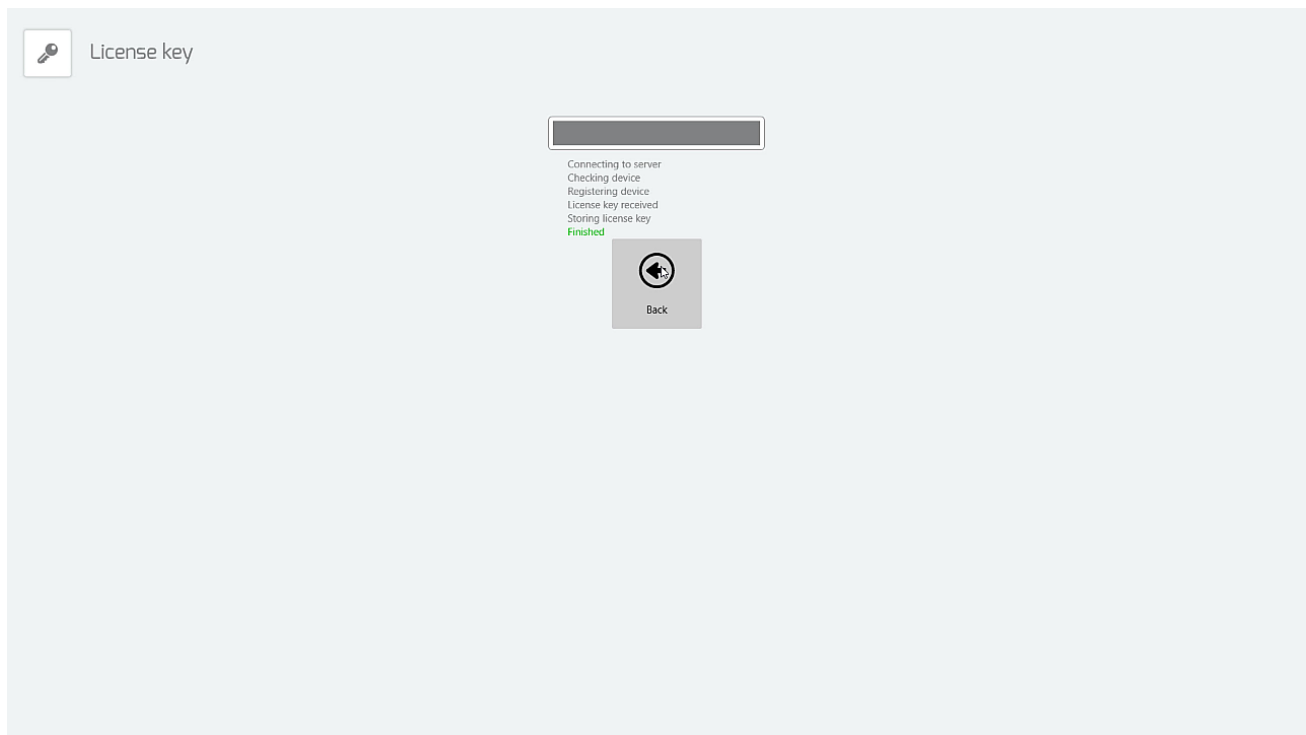 License key
Connecting to server
Checking device
Registering device
License key received
Storing license key
Finished
Back